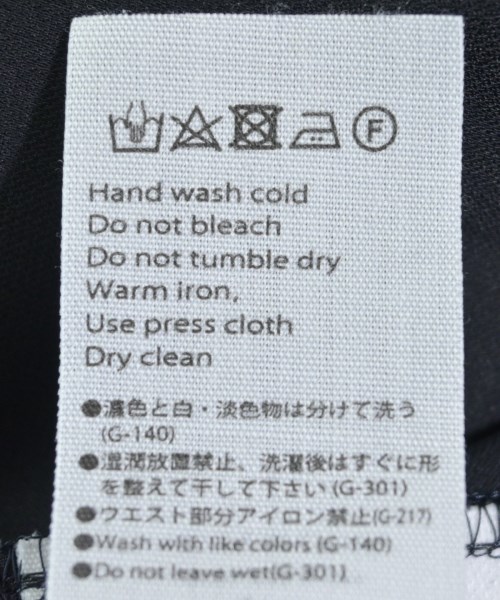 F
Hand wash cold
Do not bleach
Do not tumble dry
Warm iron,
Use press cloth
Dry clean
●濃色と白・淡色物は分けて洗う
(G-140)
●湿潤放置禁止、洗濯後はすぐに形
を整えて干して下さい(G-301)
●ウエスト部分アイロン禁止(G-217)
●Wash with like colors (G-140)
●Do not leave wet(G-301)